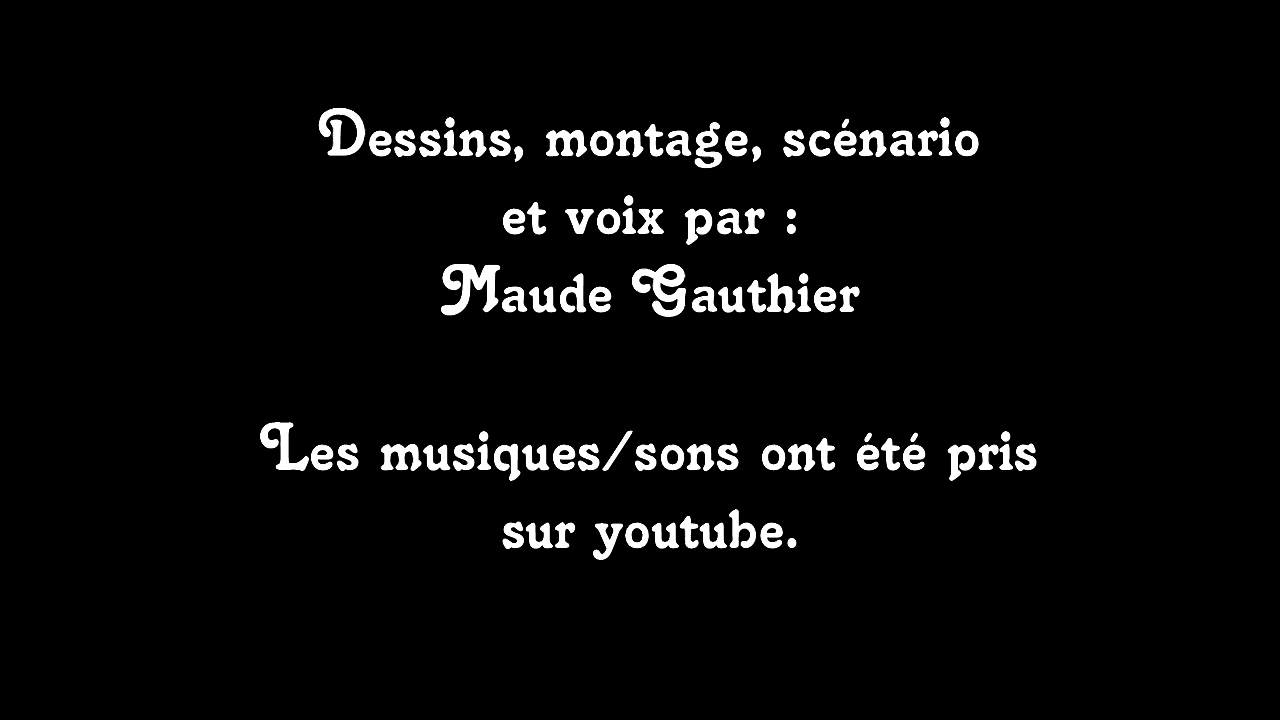 Dessins, montage, scénario
et voix par :
Maude Gauthier
Les musiques/sons ont été pris
sur youtube.